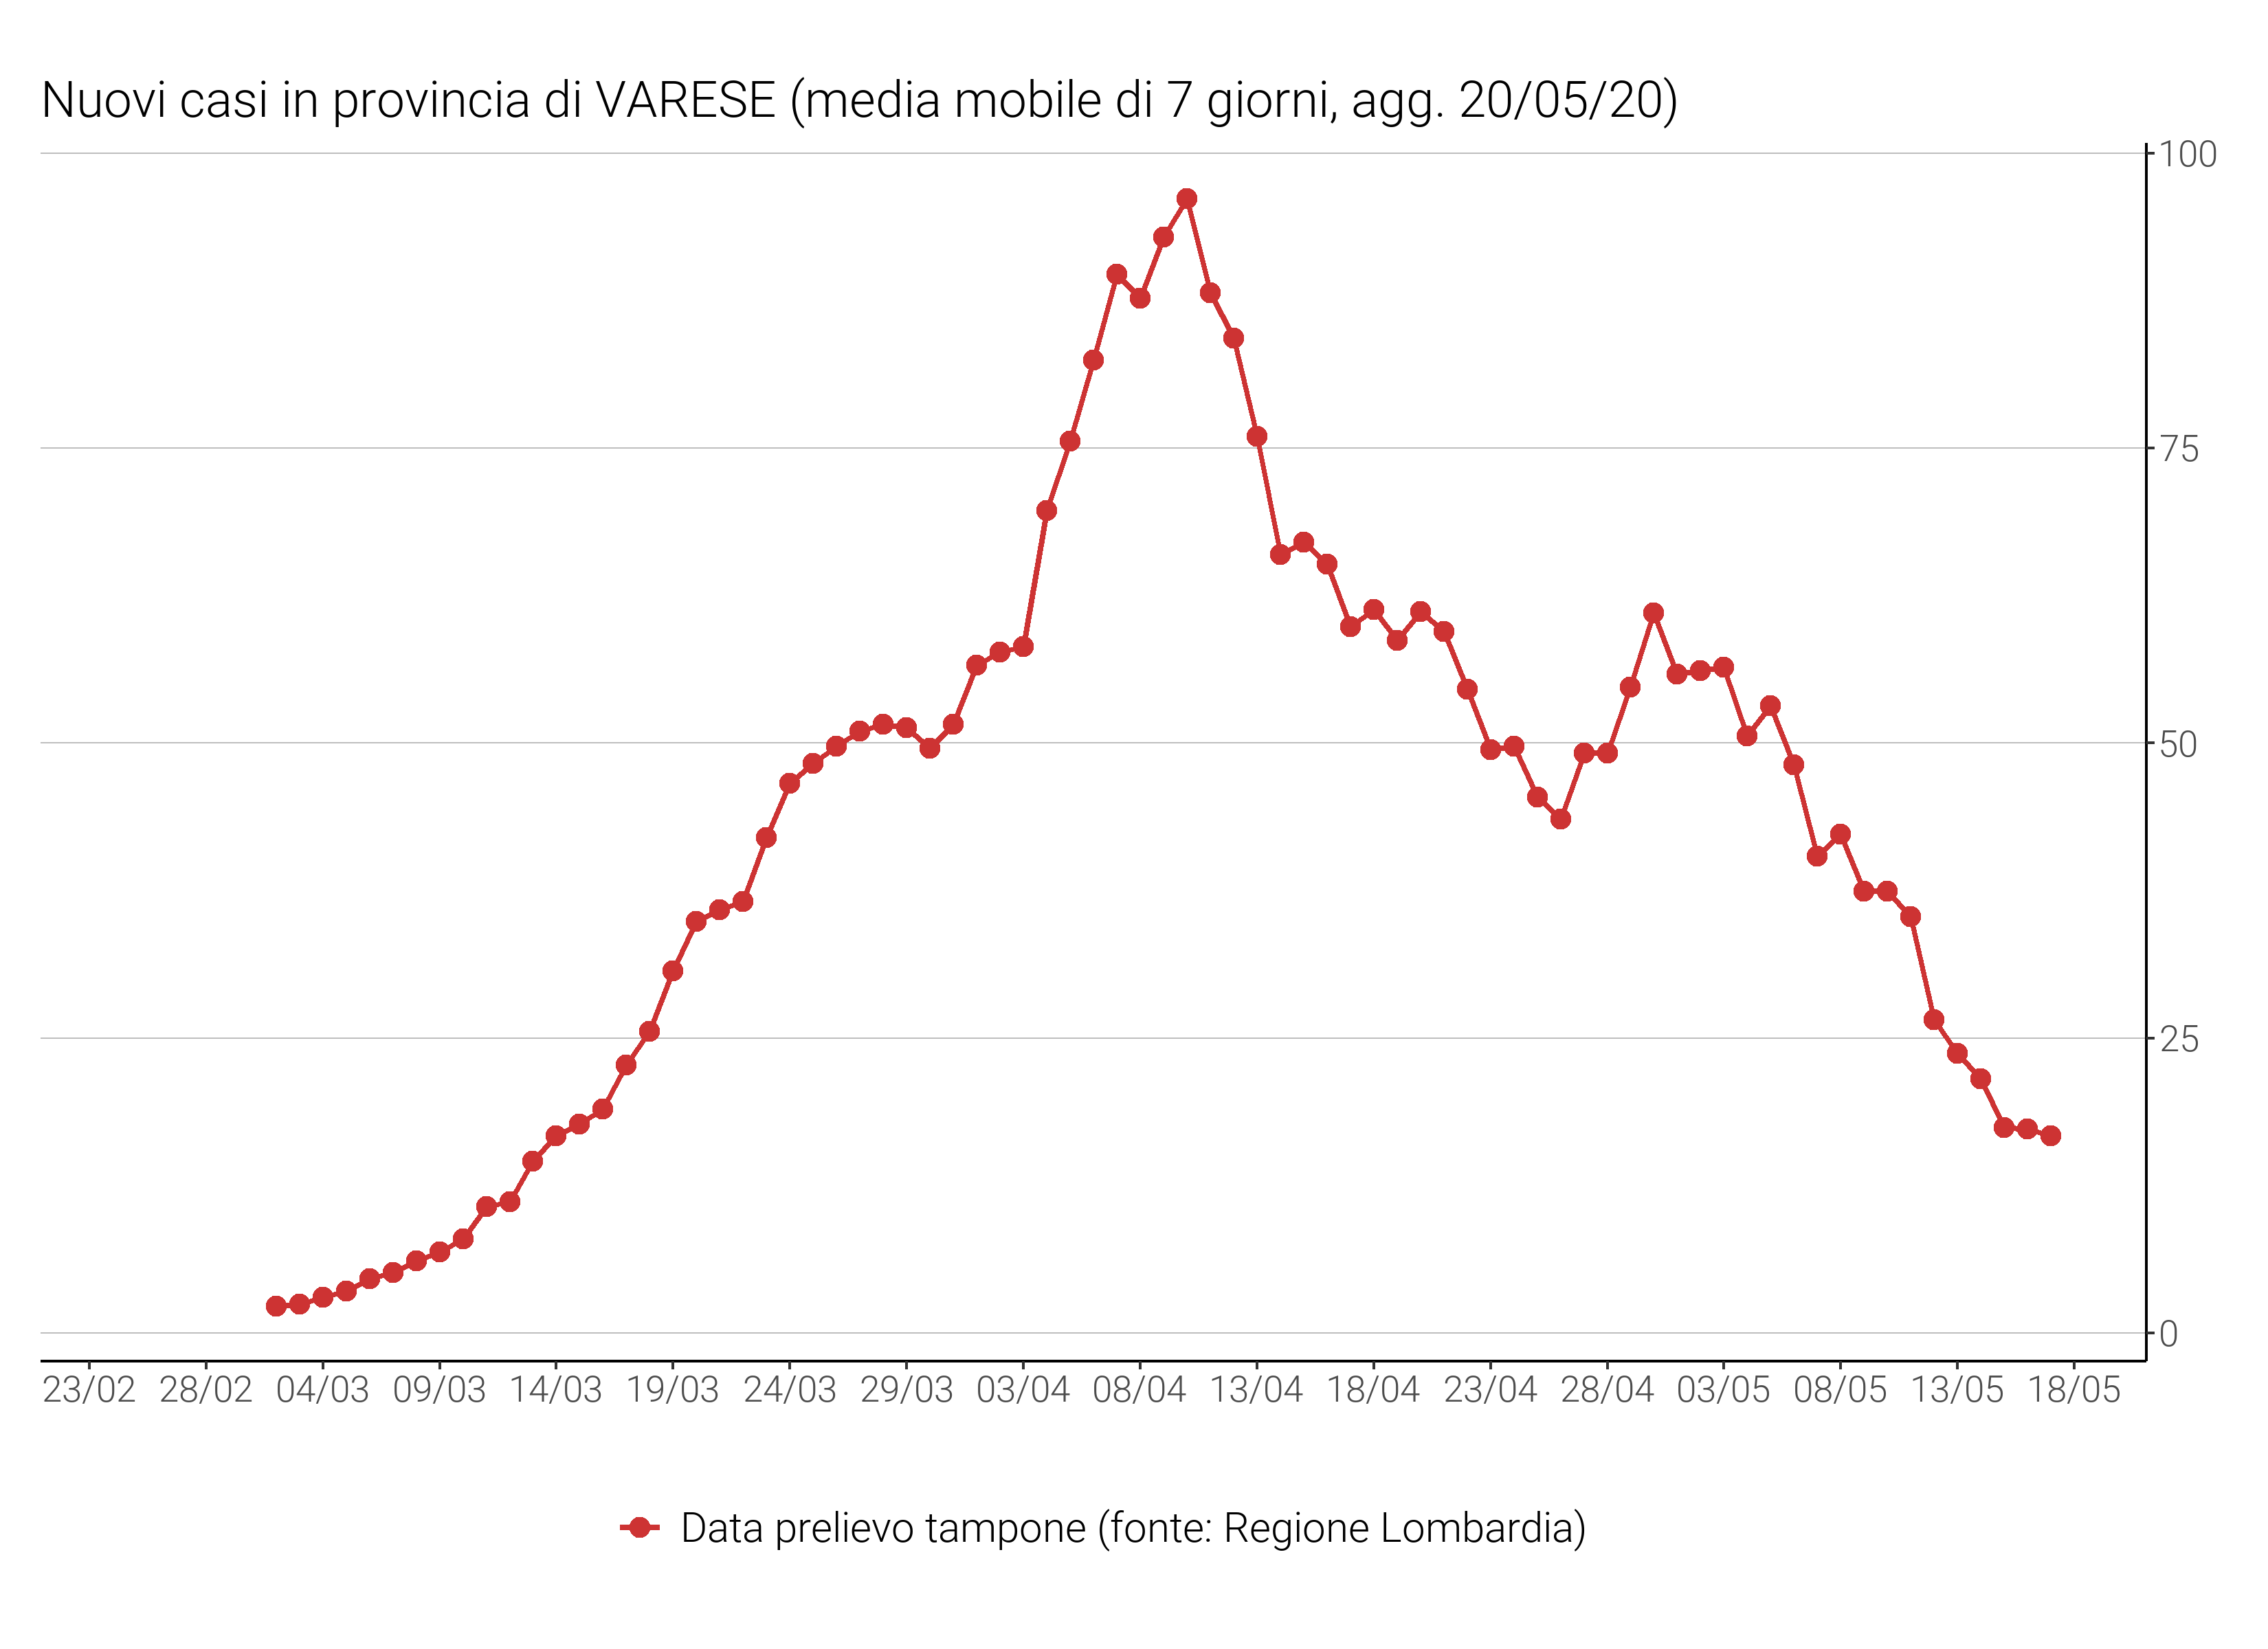 Nuovi casi in provincia di VARESE (media mobile di 7 giorni, agg. 20/05/20)
100
75
50
25
0
23/02 28/02 04/03 09/03 14/03 19/03 24/03 29/03 03/04 08/04 13/04 18/04 23/04 28/04 03/05 08/05 13/05 18/05
Data prelievo tampone (fonte: Regione Lombardia)